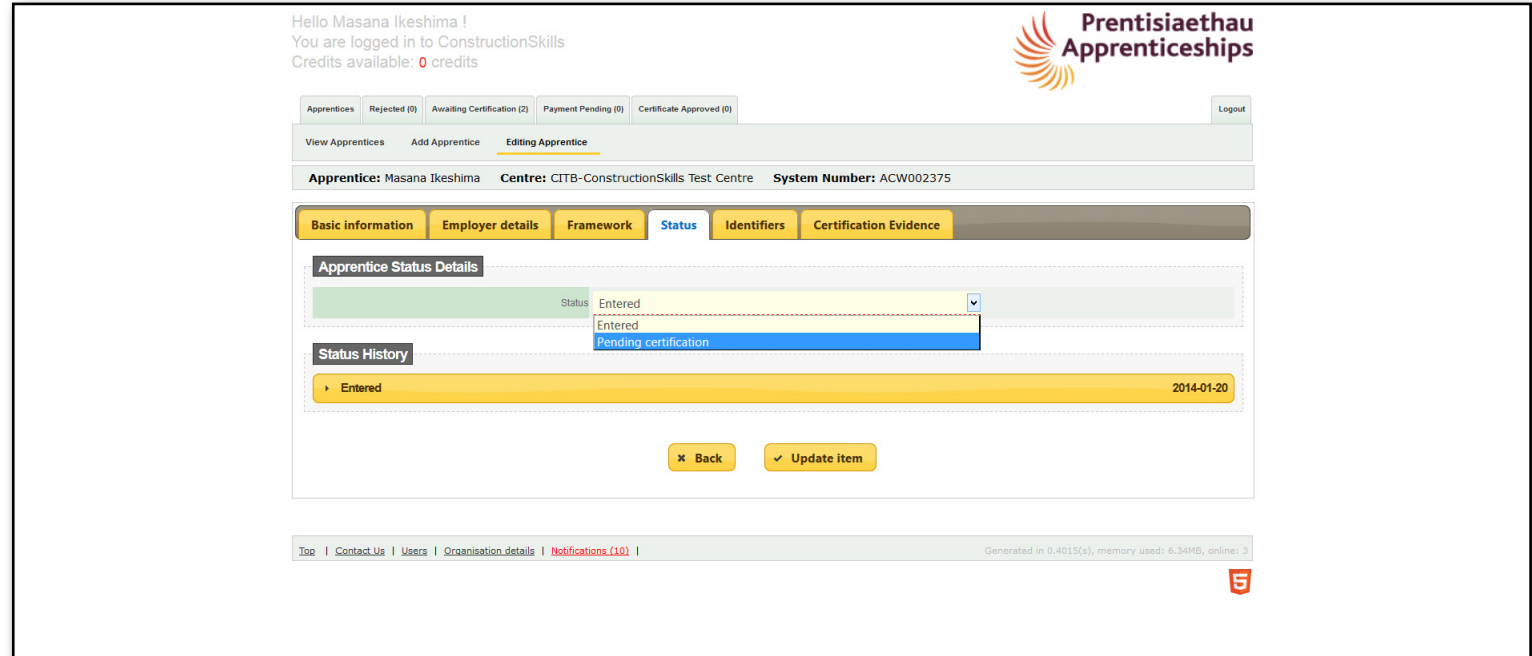 Hello Masana Ikeshima !
You are logged in to ConstructionSkills
Credits available: 0 credits
Prentisiaethau
Apprenticeships
Apprentices Rejected (0) Awaiting Certification (2) Payment Pending (0) Certificate Approved (0) Logout
View Apprentices Add Apprentice Editing Apprentice
Apprentice: Masana Ikeshima Centre: CITB-ConstructionSkills Test Centre System Number: ACW002375
Basic information Employer details Framework Status Identifiers Certification Evidence
Apprentice Status Details
Status Entered
Entered
Pending certification
Status History
Entered 2014-01-20
Back Update item
Top | Contact Us | Users | Organisation details | Notifications (10) | Generated in 0.4015(s), memory used: 6.34MB, online: 3
5